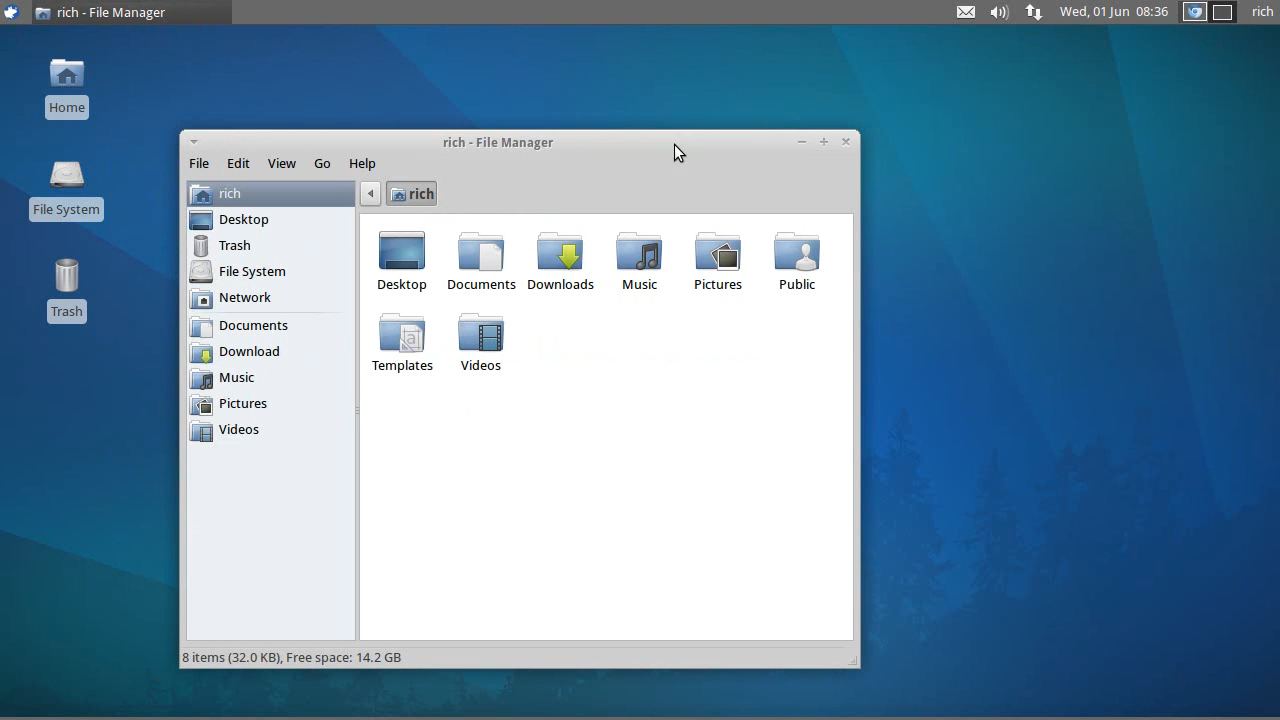 rich - File Manager
Wed, 01 Jun 08:36
rich
Home
File System
Trash
rich - File Manager
File Edit View Go Help
rich
Desktop
Trash
File System
Network
Documents
Download
Music
Pictures
Videos
rich
Desktop Documents Downloads Music Pictures Public
Templates Videos
8 items (32.0 KB), Free space: 14.2 GB